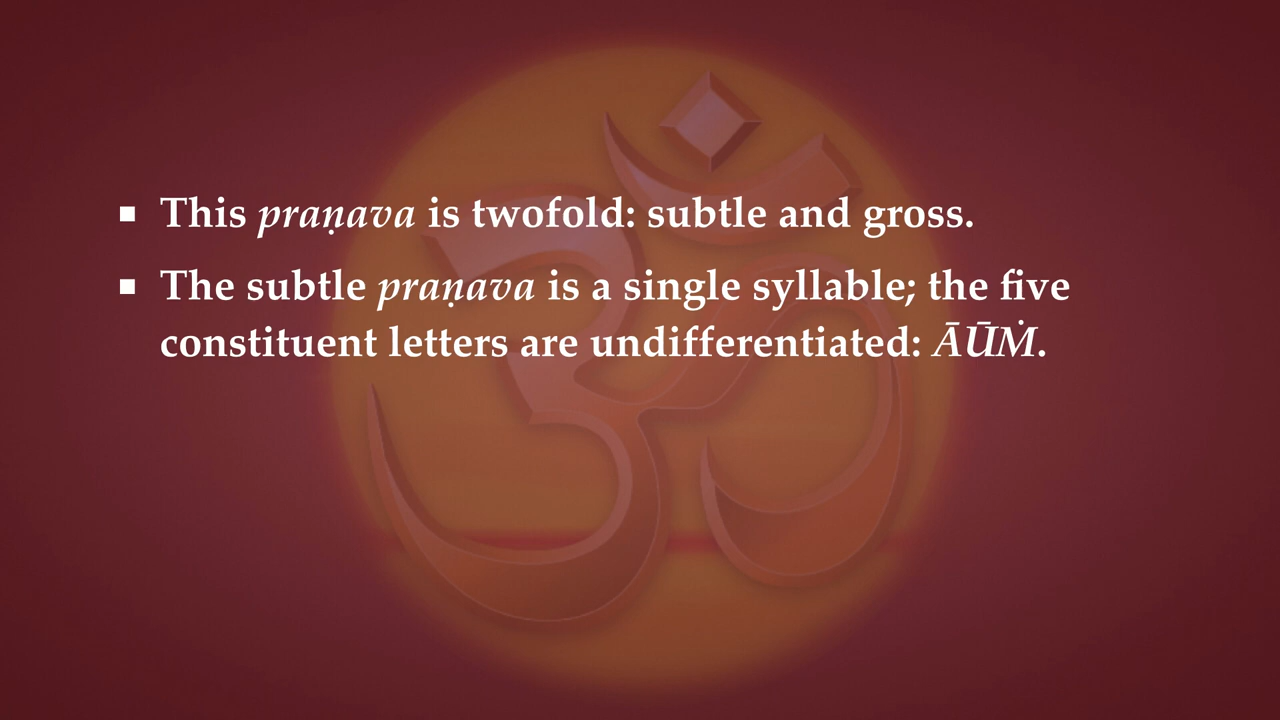 ▪ This praṇava is twofold: subtle and gross.
▪ The subtle praṇava is a single syllable; the five
constituent letters are undifferentiated: ĀŪṀ.